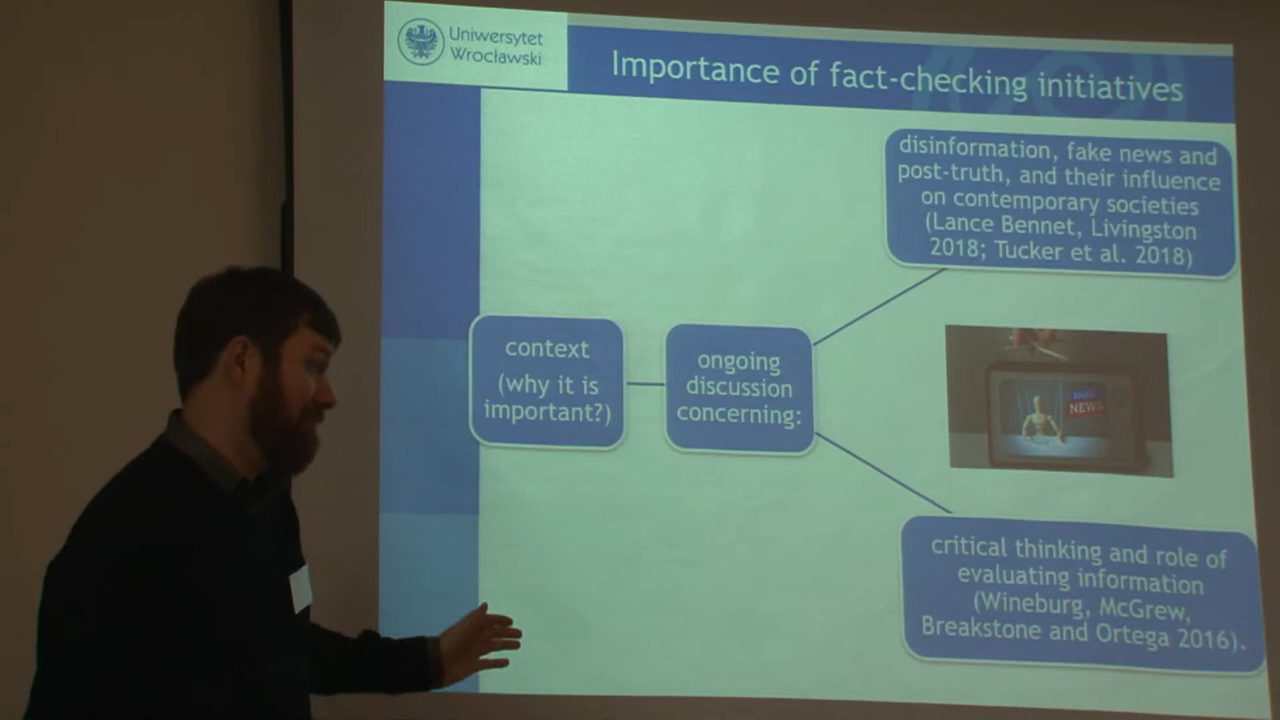 Uniwersytet
Wrocławski
Importance of fact-checking initiatives
disinformation, fake news and
post-truth, and their influence
on contemporary societies
(Lance Bennet, Livingston
2018; Tucker et al. 2018)
context
(why it is
important?)
ongoing
discussion
concerning:
FAKE
NEWS
critical thinking and role of
evaluating information
(Wineburg, McGrew,
Breakstone and Ortega 2016).